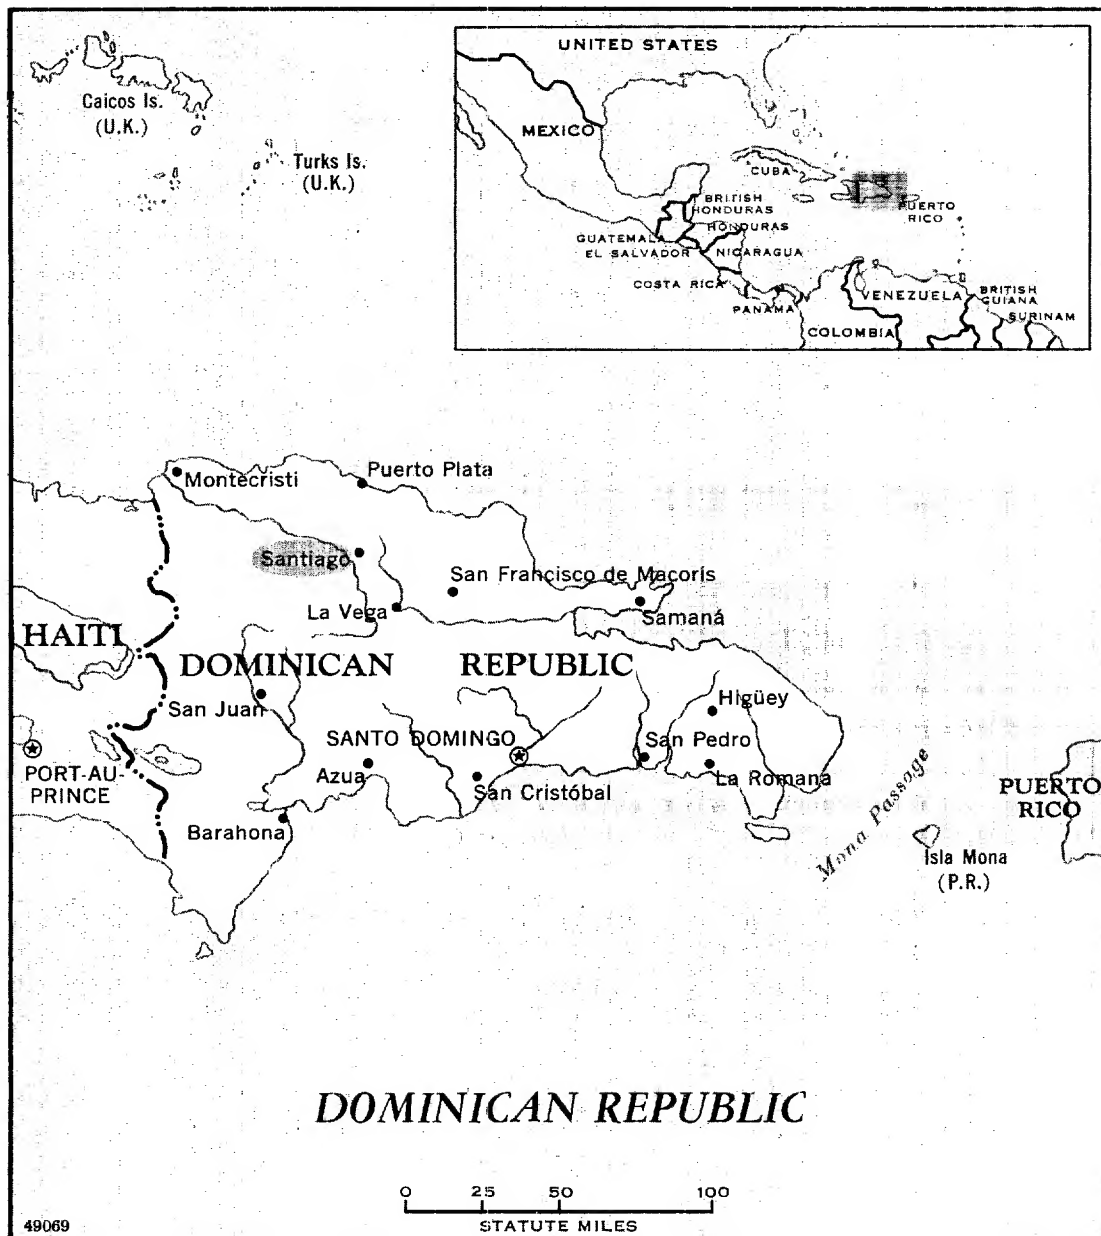 Caicos Is.
(U.K.)
Turks Is.
(U.K.)
UNITED STATES
MEXICO
CUBA
PUERTO
RICO
BRITISH
HONDURAS
HONDURAS
GUATEMALA
EL SALVADOR
NICARAGUA
COSTA RICA
PANAMA
VENEZUELA
COLOMBIA
BRITISH
GUIANA
SURINAM
Montecristi
Puerto Plata
Santiago
San Francisco de Macorís
La Vega
Samaná
HAITI
DOMINICAN REPUBLIC
San Juan
Higüey
SANTO DOMINGO
San Pedro
PORT-AU-
PRINCE
Azua
La Romana
San Cristóbal
Barahona
Mona Passage
PUERTO
RICO
Isla Mona
(P.R.)
DOMINICAN REPUBLIC
0 25 50 100
STATUTE MILES
49069